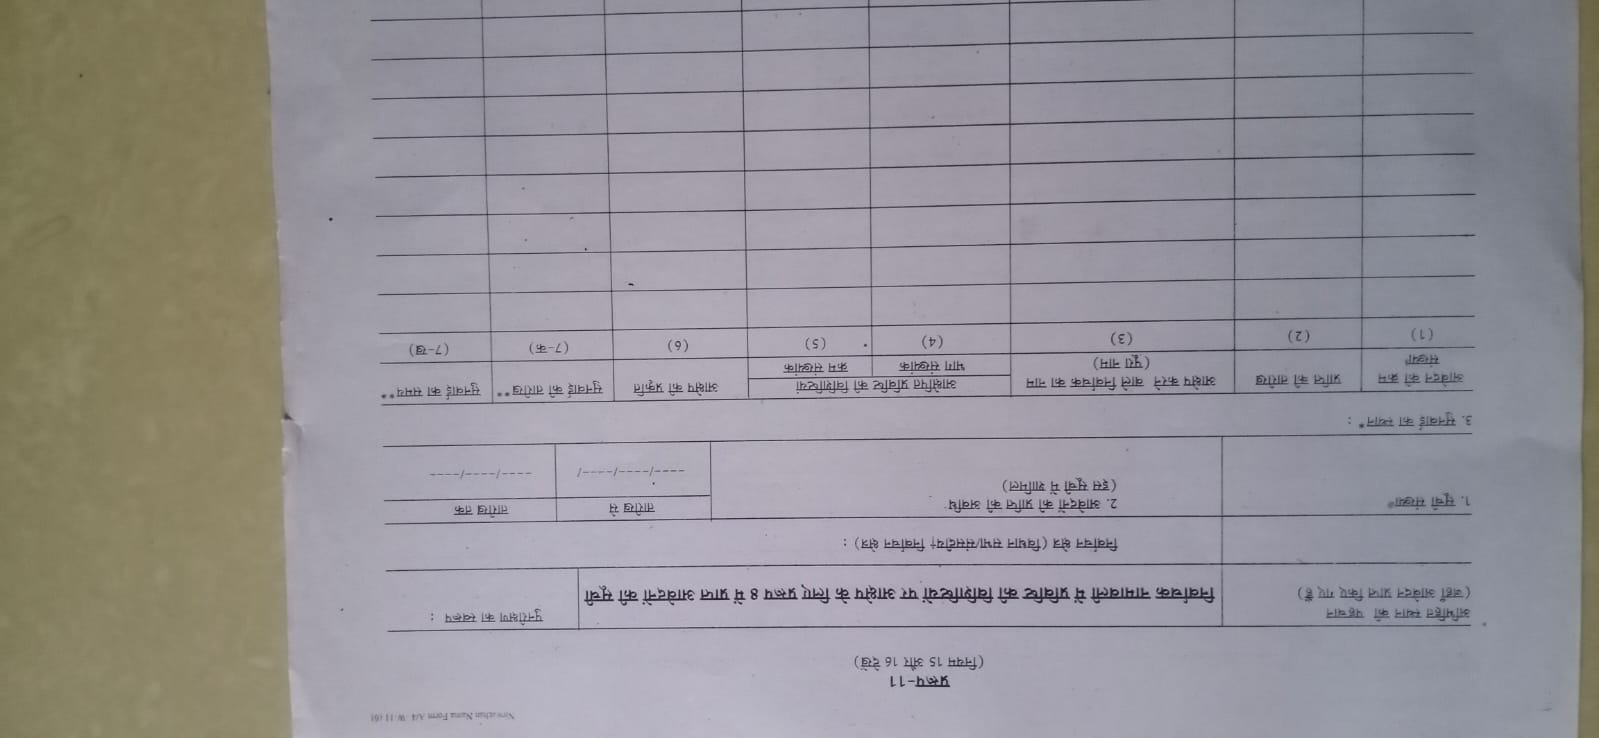 Nirvachan Nama Form A/4 -W-11 (6)
प्ररूप-11
(नियम 15 और 16 देखें)
अभिहित स्थान की पहचान
(जहाँ आवेदन प्राप्त किए गए हैं)
निर्वाचक नामावली में प्रविष्टि की विशिष्टियों पर आक्षेप के लिए प्ररूप 8 में प्राप्त आवेदनों की सूची
पुनरीक्षण का स्वरूप :
निर्वाचन क्षेत्र (विधान सभा/संसदीय† निर्वाचन क्षेत्र) :
1. सूची संख्या@
2. आवेदनों की प्राप्ति की अवधि
(इस सूची में शामिल)
तारीख से
तारीख तक
----/----/----/
----/----/----
3. सुनवाई का स्थान* :
आवेदन की क्रम
संख्या
प्राप्ति की तारीख
आक्षेप करने वाले निर्वाचक का नाम
(पूरा नाम)
आक्षेपित प्रविष्टि की विशिष्टियां
भाग संख्यांक
क्रम संख्यांक
आक्षेप की प्रकृति
सुनवाई की तारीख**
सुनवाई का समय**
(1)
(2)
(3)
(4)
(5)
(6)
(7-क)
(7-ख)